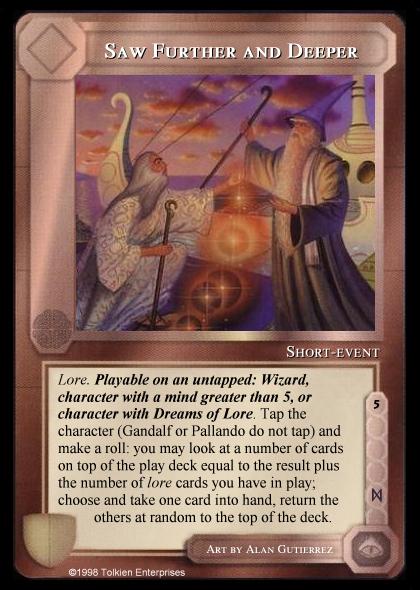 Saw Further and Deeper
Short-event
Lore. Playable on an untapped: Wizard,
character with a mind greater than 5, or
character with Dreams of Lore. Tap the
character (Gandalf or Pallando do not tap) and
make a roll: you may look at a number of cards
on top of the play deck equal to the result plus
the number of lore cards you have in play;
choose and take one card into hand, return the
others at random to the top of the deck.
5
Art by Alan Gutierrez
©1998 Tolkien Enterprises